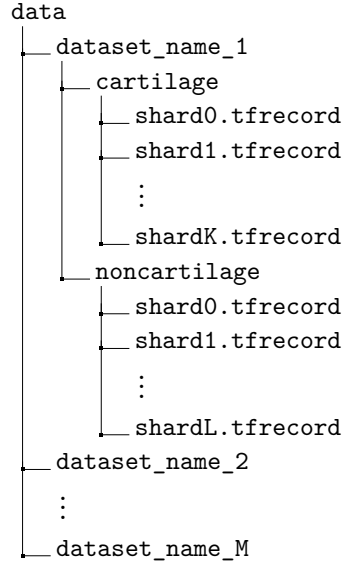 data
dataset_name_1
cartilage
shard0.tfrecord
shard1.tfrecord
⋮
shardK.tfrecord
noncartilage
shard0.tfrecord
shard1.tfrecord
⋮
shardL.tfrecord
dataset_name_2
⋮
dataset_name_M